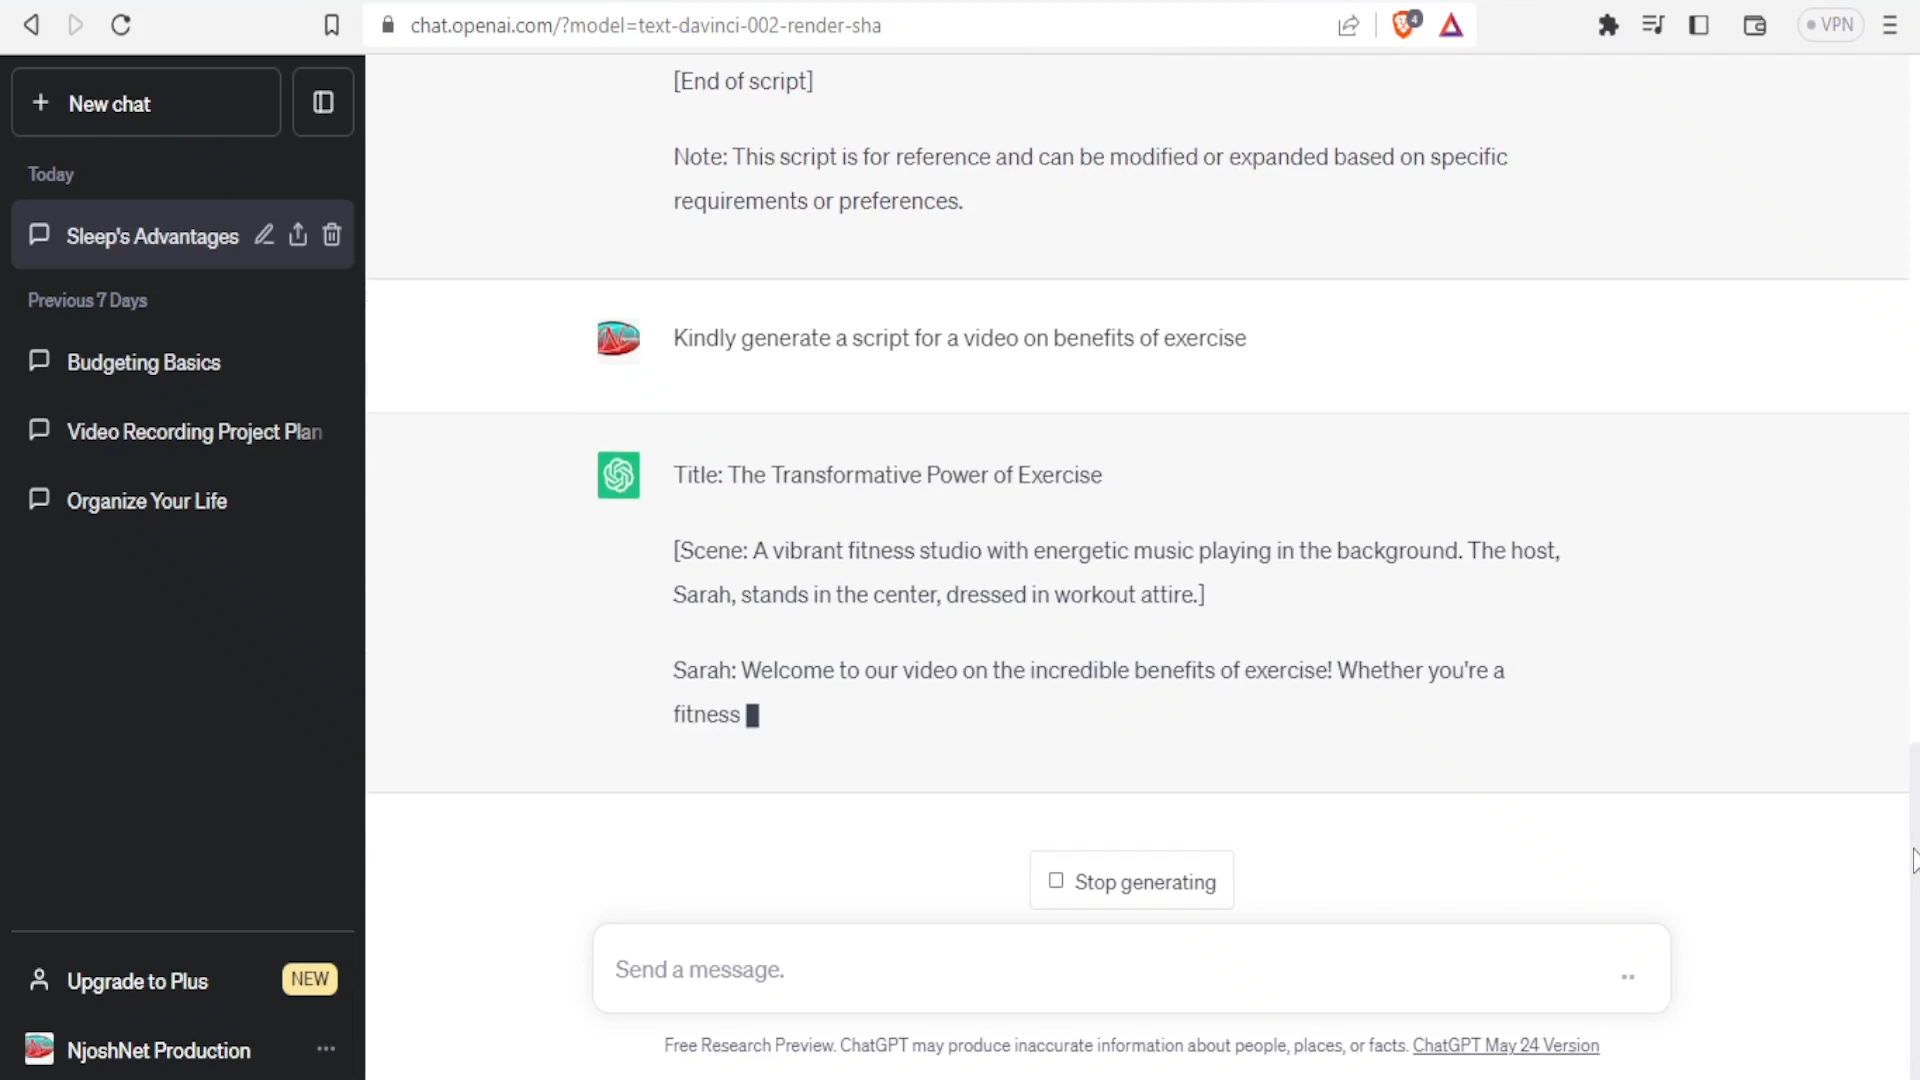 chat.openai.com/?model=text-davinci-002-render-sha
4
VPN
New chat
Today
Sleep's Advantages
Previous 7 Days
Budgeting Basics
Video Recording Project Plan
Organize Your Life
Upgrade to Plus
NEW
NjoshNet Production
[End of script]
Note: This script is for reference and can be modified or expanded based on specific
requirements or preferences.
Kindly generate a script for a video on benefits of exercise
Title: The Transformative Power of Exercise
[Scene: A vibrant fitness studio with energetic music playing in the background. The host,
Sarah, stands in the center, dressed in workout attire.]
Sarah: Welcome to our video on the incredible benefits of exercise! Whether you're a
fitness
Stop generating
Send a message.
Free Research Preview. ChatGPT may produce inaccurate information about people, places, or facts. ChatGPT May 24 Version